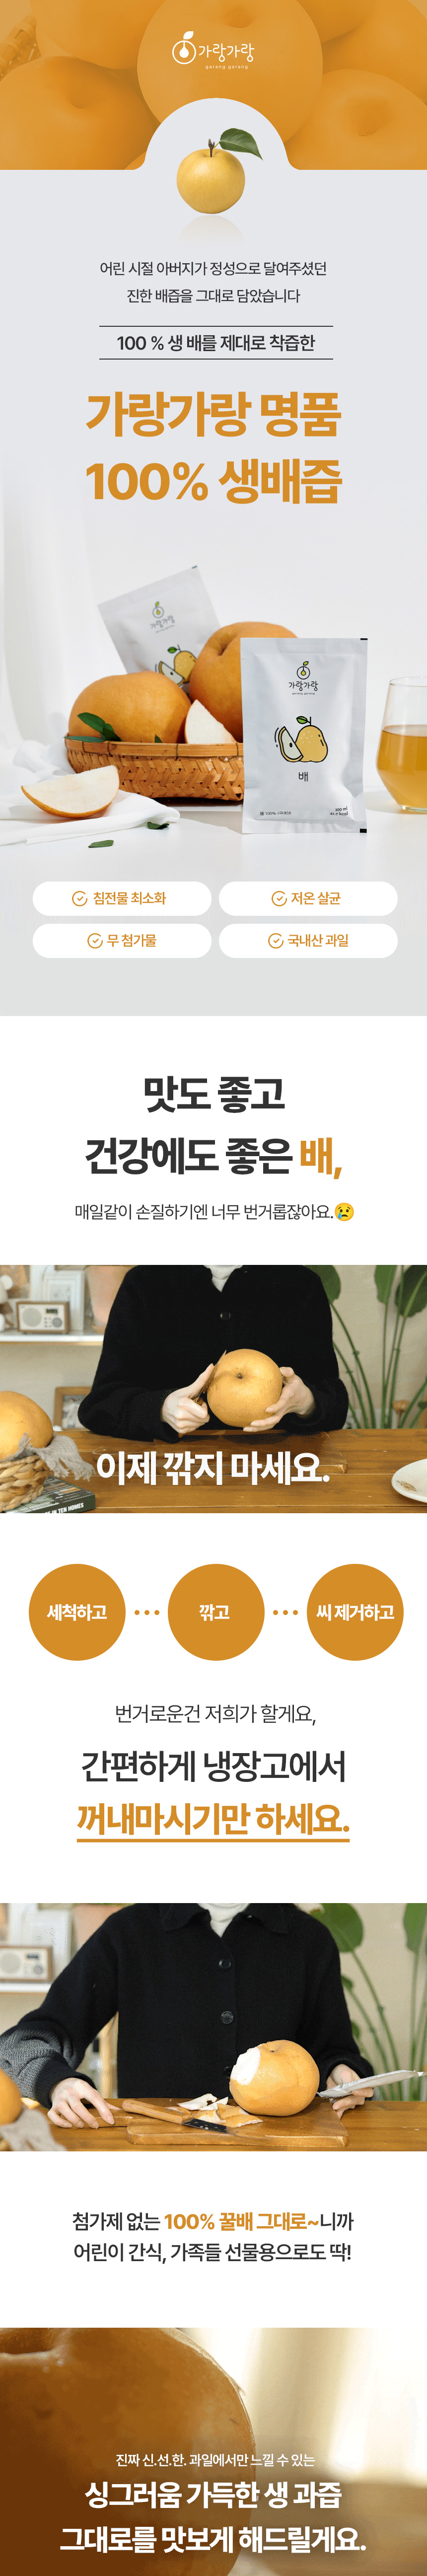 가랑가랑
garang garang
어린 시절 아버지가 정성으로 달여주셨던
진한 배즙을 그대로 담았습니다
100 % 생 배를 제대로 착즙한
가랑가랑 명품
100% 생배즙
가랑가랑
가랑가랑
배
100 ml
침전물 최소화
저온 살균
무 첨가물
국내산 과일
맛도 좋고
건강에도 좋은 배,
매일같이 손질하기엔 너무 번거롭잖아요.😢
이제 깎지 마세요.
IN TEN HOMES
세척하고 ••• 깎고 ••• 씨 제거하고
번거로운건 저희가 할게요,
간편하게 냉장고에서
꺼내마시기만 하세요.
첨가제 없는 100% 꿀배 그대로~니까
어린이 간식, 가족들 선물용으로도 딱!
진짜 신.선.한. 과일에서만 느낄 수 있는
싱그러움 가득한 생 과즙
그대로를 맛보게 해드릴게요.